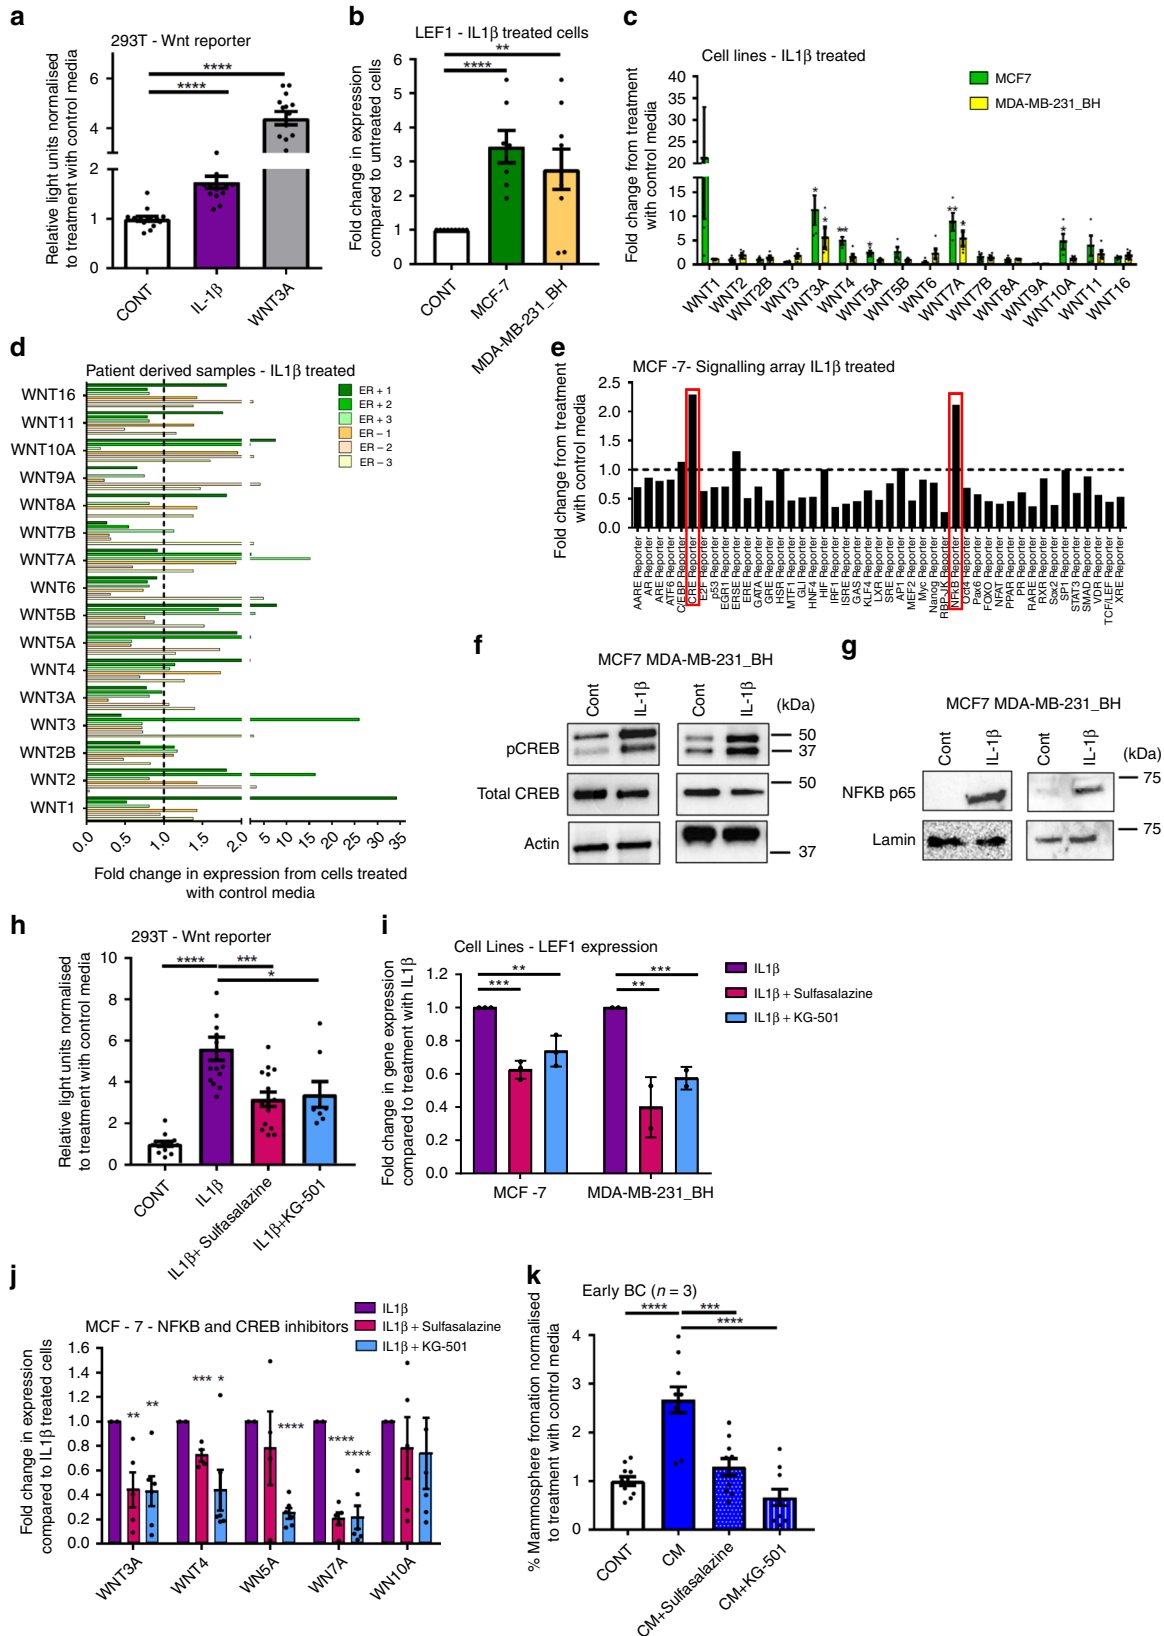 a
293T - Wnt reporter
Relative light units normalised
to treatment with control media
6
4
2
2
1
0
****
****
CONT
IL-1β
WNT3A
b
LEF1 - IL1β treated cells
Fold change in expression
compared to untreated cells
6
5
4
3
2
1
0
**
****
CONT
MCF-7
MDA-MB-231_BH
c
Cell lines - IL1β treated
Fold change from treatment
with control media
40
35
30
25
20
15
10
5
0
MCF7
MDA-MB-231_BH
* * ** * ** * *
WNT1
WNT2
WNT2B
WNT3
WNT3A
WNT4
WNT5A
WNT5B
WNT6
WNT7A
WNT7B
WNT8A
WNT9A
WNT10A
WNT11
WNT16
d
Patient derived samples - IL1β treated
WNT16
WNT11
WNT10A
WNT9A
WNT8A
WNT7B
WNT7A
WNT6
WNT5B
WNT5A
WNT4
WNT3A
WNT3
WNT2B
WNT2
WNT1
ER + 1
ER + 2
ER + 3
ER – 1
ER – 2
ER – 3
0.0 0.5 1.0 1.5 2.0 5 10 15 20 25 30 35
Fold change in expression from cells treated
with control media
e
MCF -7- Signalling array IL1β treated
Fold change from treatment
with control media
2.5
2.0
1.5
1.0
0.5
0.0
AARE Reporter
AR Reporter
ARE Reporter
ATF6 Reporter
C/EBP Reporter
CRE Reporter
E2F Reporter
p53 Reporter
EGR1 Reporter
ERSE Reporter
ERE Reporter
GATA Reporter
GRE Reporter
HSR Reporter
MTF1 Reporter
GLI Reporter
HNF4 Reporter
HIF Reporter
IRF1 Reporter
ISRE Reporter
GAS Reporter
KLF4 Reporter
LXR Reporter
SRE Reporter
AP1 Reporter
MEF2 Reporter
Myc Reporter
Nanog Reporter
RBP-JK Reporter
NFKB Reporter
Oct4 Reporter
Pax6 Reporter
FOXO Reporter
NFAT Reporter
PPAR Reporter
PR Reporter
RARE Reporter
RXR Reporter
Sox2 Reporter
SP1 Reporter
STAT3 Reporter
SMAD Reporter
VDR Reporter
TCF/LEF Reporter
XRE Reporter
f
MCF7 MDA-MB-231_BH
Cont
IL-1β
Cont
IL-1β
(kDa)
pCREB
50
37
Total CREB
50
Actin
37
g
MCF7 MDA-MB-231_BH
Cont
IL-1β
Cont
IL-1β
(kDa)
NFKB p65
75
Lamin
75
h
293T - Wnt reporter
Relative light units normalised
to treatment with control media
10
8
6
4
2
0
**** ***
*
CONT
IL1β
IL1β+ Sulfasalazine
IL1β+KG-501
i
Cell Lines - LEF1 expression
Fold change in gene expression
compared to treatment with IL1β
1.2
1.0
0.8
0.6
0.4
0.2
0.0
** ***
*** **
MCF -7
MDA-MB-231_BH
IL1β
IL1β + Sulfasalazine
IL1β + KG-501
j
MCF - 7 - NFKB and CREB inhibitors
IL1β
IL1β + Sulfasalazine
IL1β + KG-501
Fold change in expression
compared to IL1β treated cells
1.6
1.4
1.2
1.0
0.8
0.6
0.4
0.2
0
** ** *** * **** **** ****
WNT3A
WNT4
WN5A
WN7A
WN10A
k
Early BC (n = 3)
% Mammosphere fromation normalised
to treatment with control media
4
3
2
1
0
**** ***
****
CONT
CM
CM+Sulfasalazine
CM+KG-501